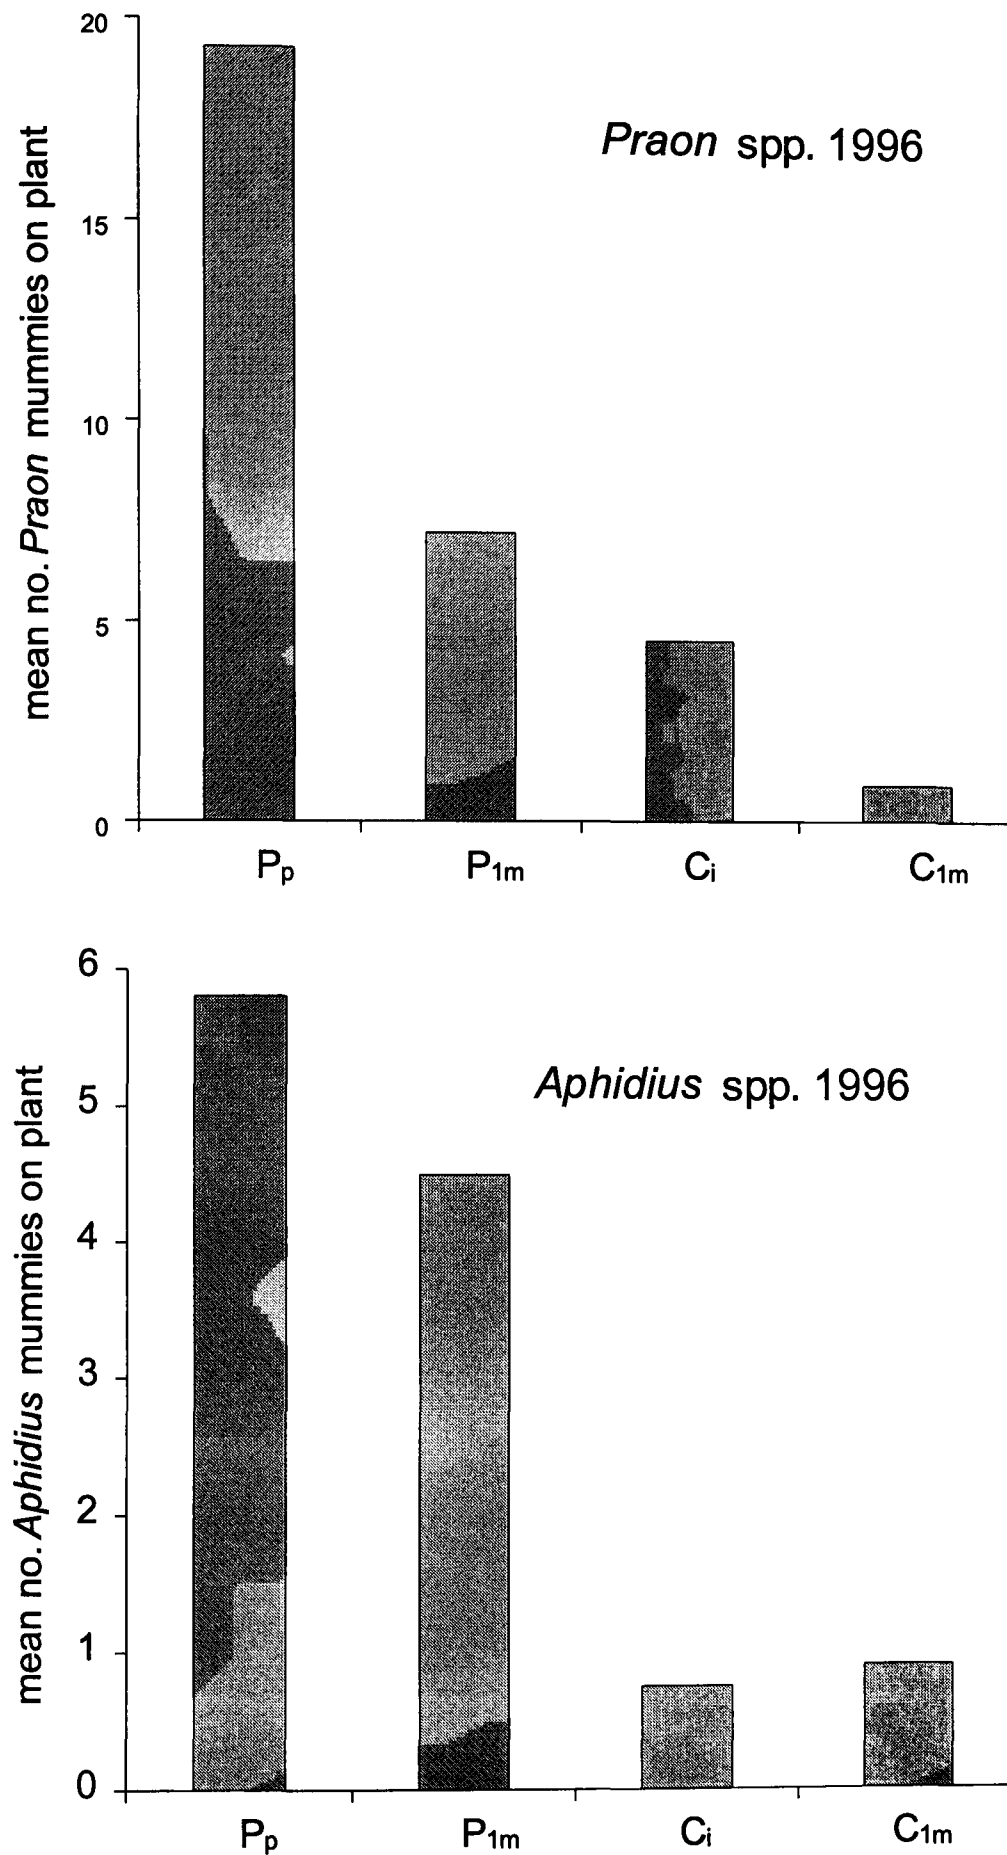 20
Praon spp. 1996
15
10
5
0
mean no. Praon mummies on plant
Pp
P1m
Ci
C1m
6
Aphidius spp. 1996
5
4
3
2
1
0
mean no. Aphidius mummies on plant
Pp
P1m
Ci
C1m